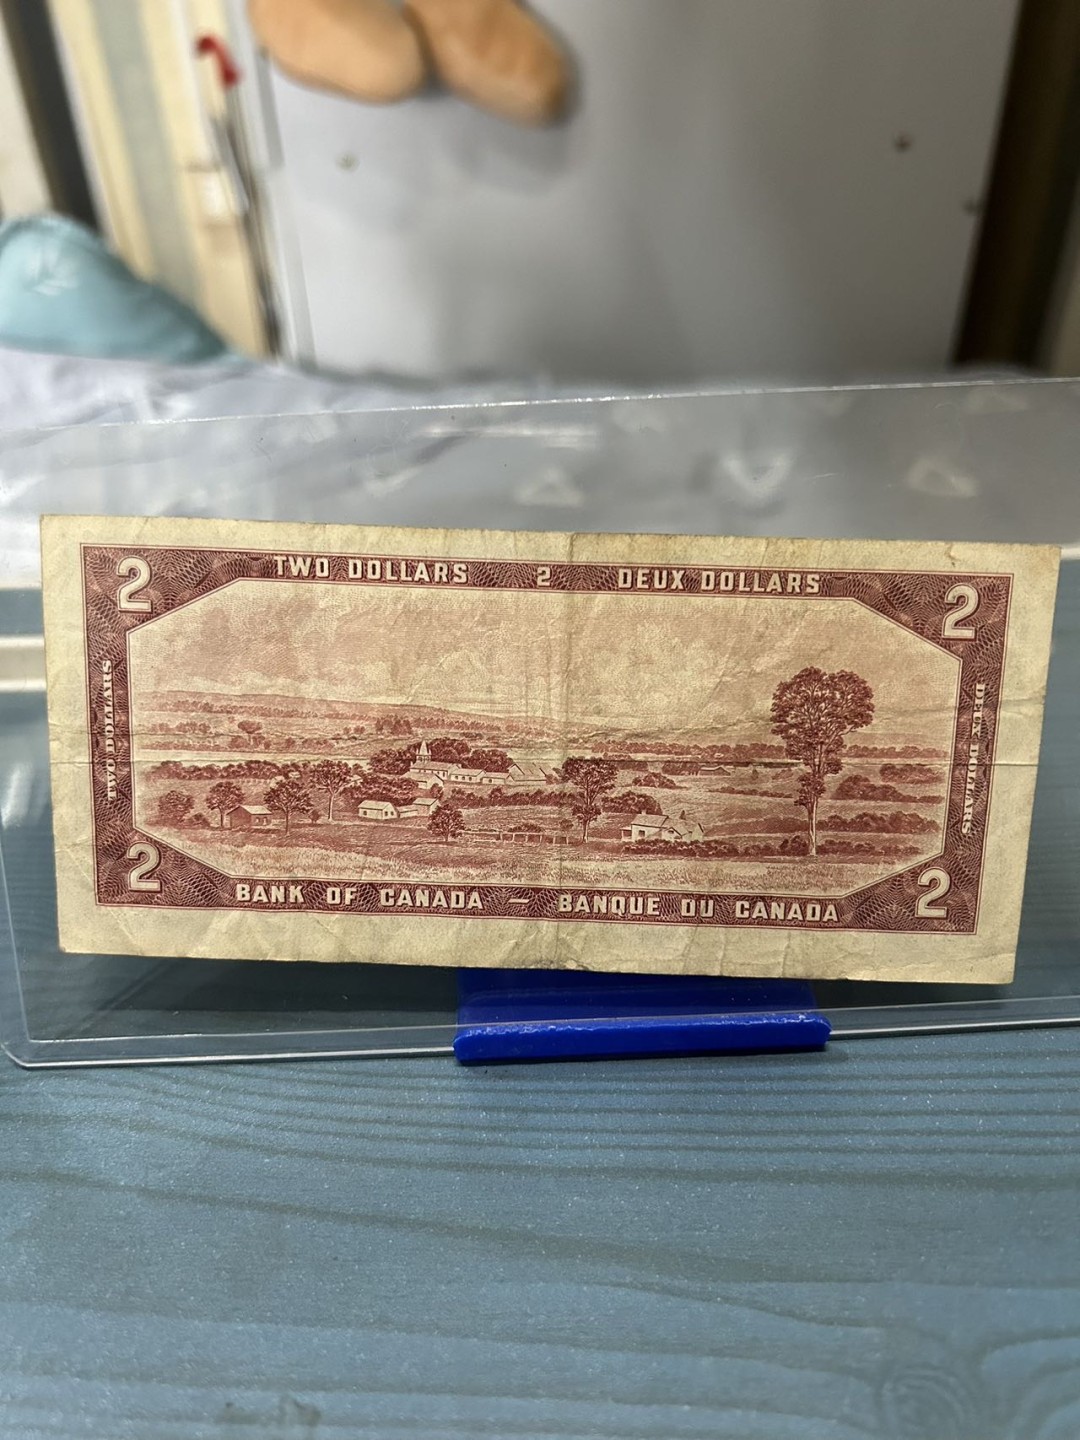 2 TWO DOLLARS 2 DEUX DOLLARS 2
TWO DOLLARS
DEUX DOLLARS
2 BANK OF CANADA — BANQUE DU CANADA 2